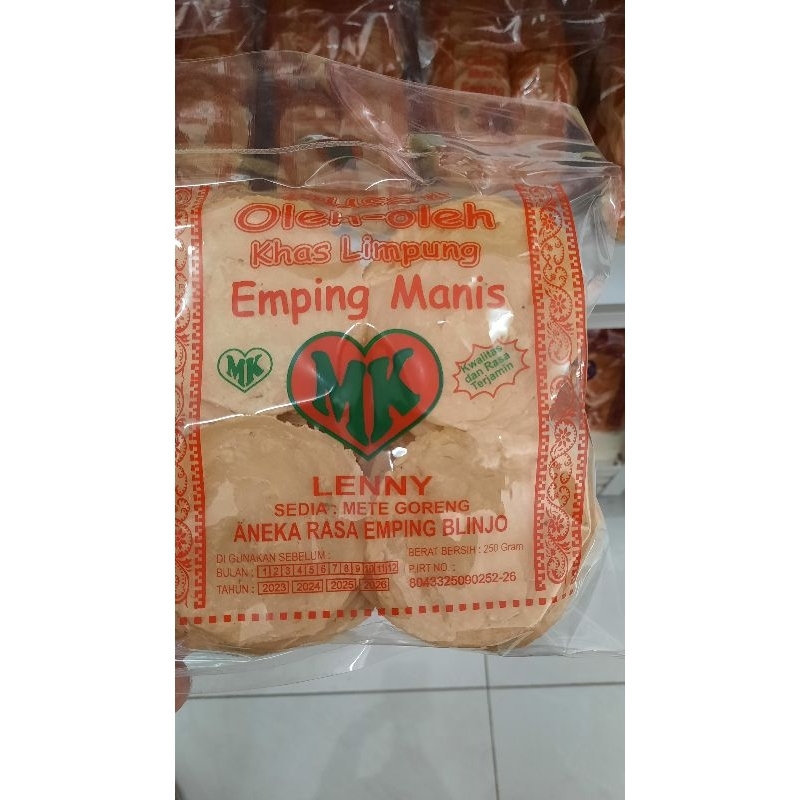 Oleh-oleh
Khas Limpung
Emping Manis
MK
MK
Kwalitas
dan Rasa
Terjamin
LENNY
SEDIA : METE GORENG
ANEKA RASA EMPING BLINJO
DI GUNAKAN SEBELUM :
BULAN : 1 2 3 4 5 6 7 8 9 10 11 12
TAHUN : 2023 2024 2025 2026
BERAT BERSIH : 250 Gram
P.IRT NO. :
8043325090252-26